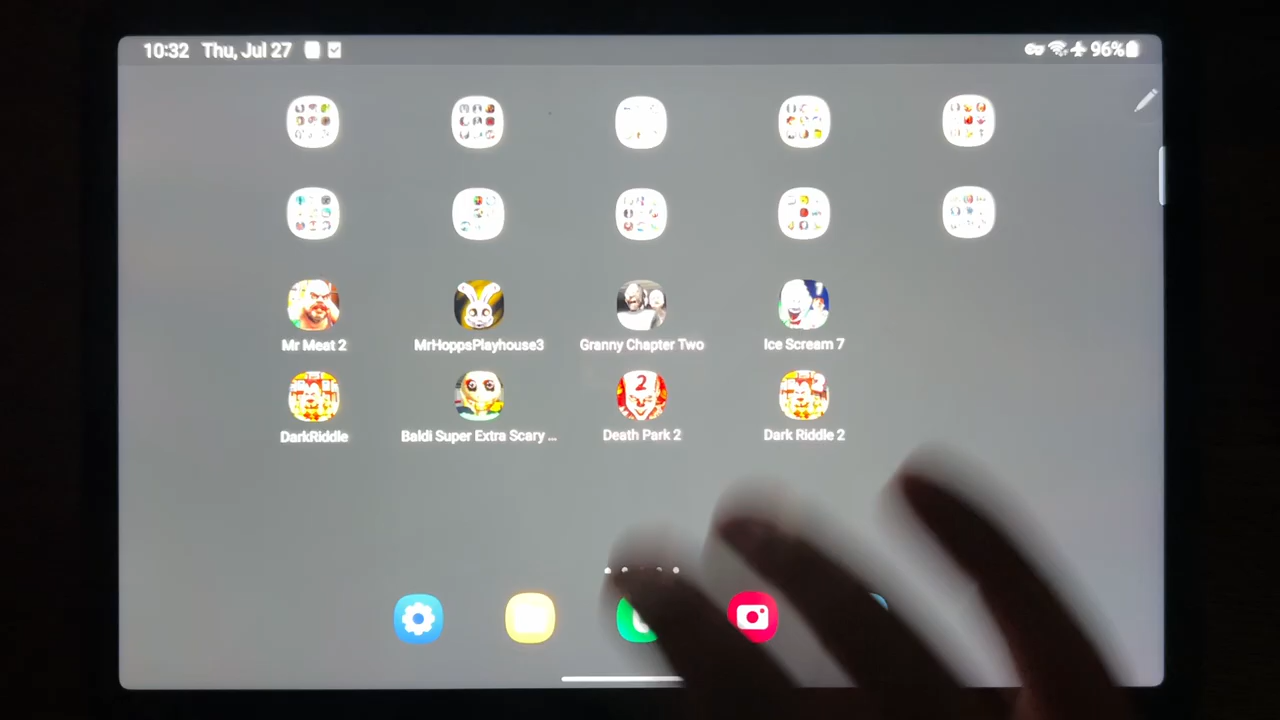 10:32 Thu, Jul 27 96%
Mr Meat 2 MrHoppsPlayhouse3 Granny Chapter Two Ice Scream 7
DarkRiddle Baldi Super Extra Scary ... Death Park 2 Dark Riddle 2